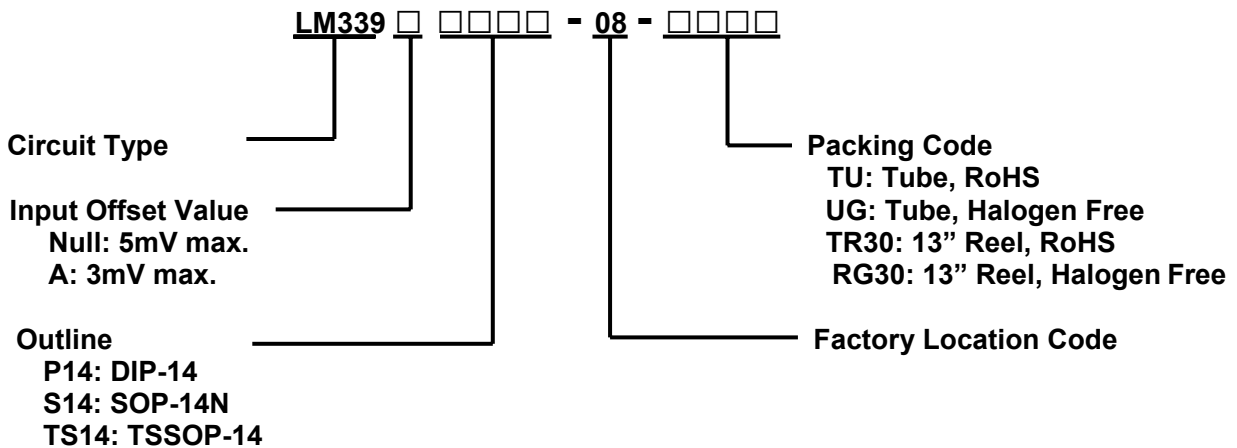 LM339 □ □□□□ - 08 - □□□□
Circuit Type
Input Offset Value
Null: 5mV max.
A: 3mV max.
Outline
P14: DIP-14
S14: SOP-14N
TS14: TSSOP-14
Packing Code
TU: Tube, RoHS
UG: Tube, Halogen Free
TR30: 13” Reel, RoHS
RG30: 13” Reel, Halogen Free
Factory Location Code